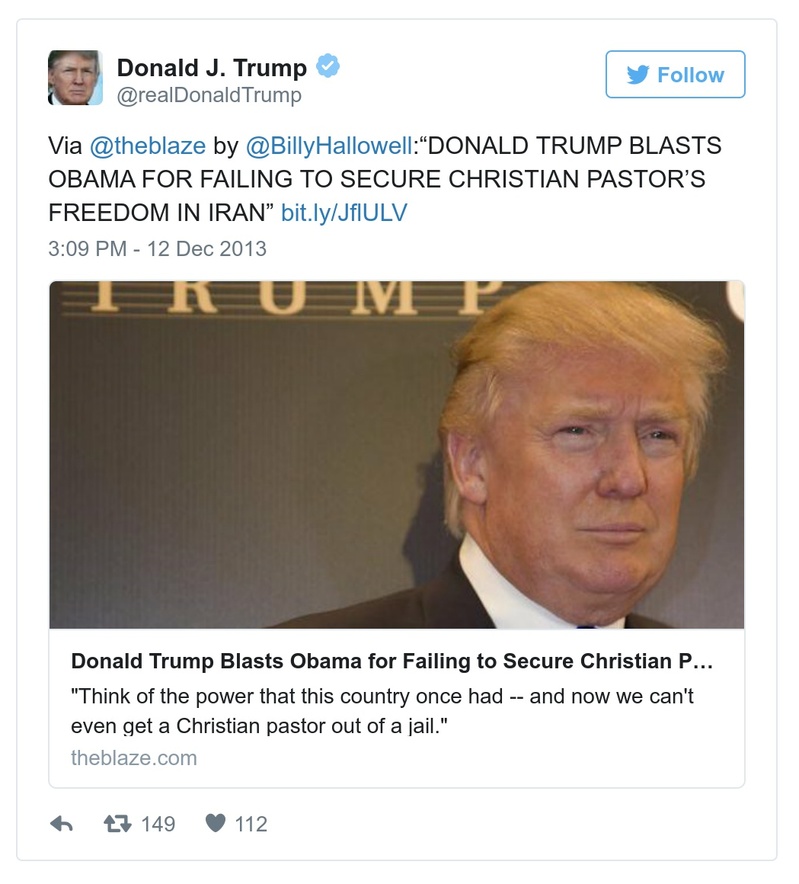 Donald J. Trump
@realDonaldTrump
Follow
Via @theblaze by @BillyHallowell:“DONALD TRUMP BLASTS
OBAMA FOR FAILING TO SECURE CHRISTIAN PASTOR’S
FREEDOM IN IRAN” bit.ly/JflULV
3:09 PM - 12 Dec 2013
TRUMP
Donald Trump Blasts Obama for Failing to Secure Christian P...
"Think of the power that this country once had -- and now we can't
even get a Christian pastor out of a jail."
theblaze.com
149 112